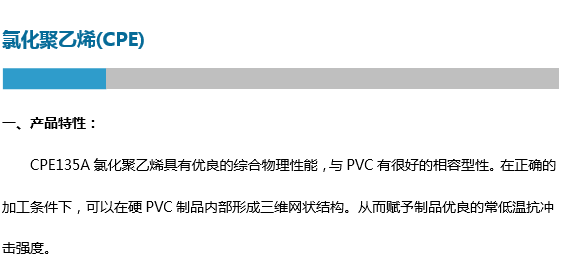 氯化聚乙烯(CPE)
一、产品特性：
CPE135A 氯化聚乙烯具有优良的综合物理性能，与 PVC 有很好的相容型性。在正确的
加工条件下，可以在硬 PVC 制品内部形成三维网状结构。从而赋予制品优良的常低温抗冲
击强度。